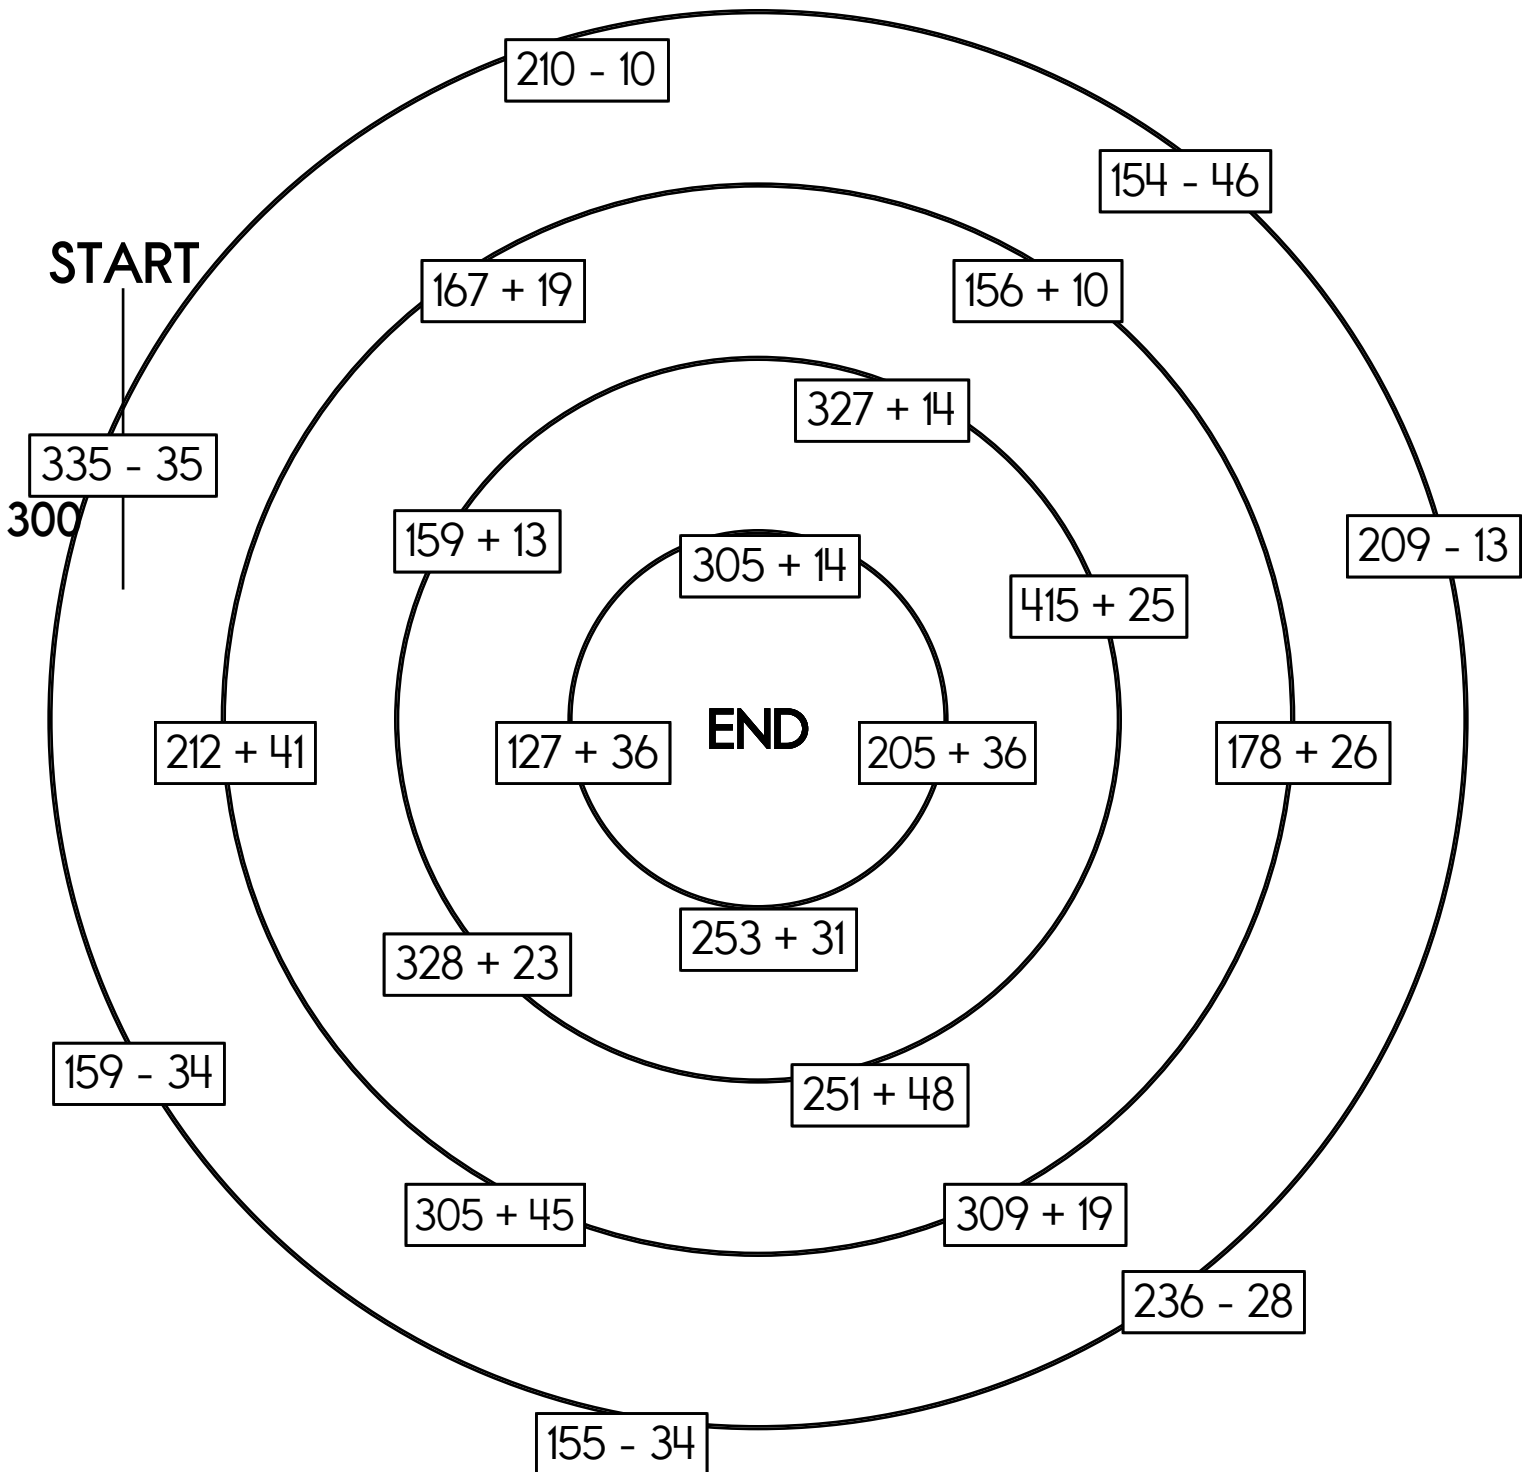 210 - 10
154 - 46
START
167 + 19
156 + 10
327 + 14
335 - 35
300
159 + 13
209 - 13
305 + 14
415 + 25
212 + 41
127 + 36
END
205 + 36
178 + 26
253 + 31
328 + 23
159 - 34
251 + 48
305 + 45
309 + 19
236 - 28
155 - 34